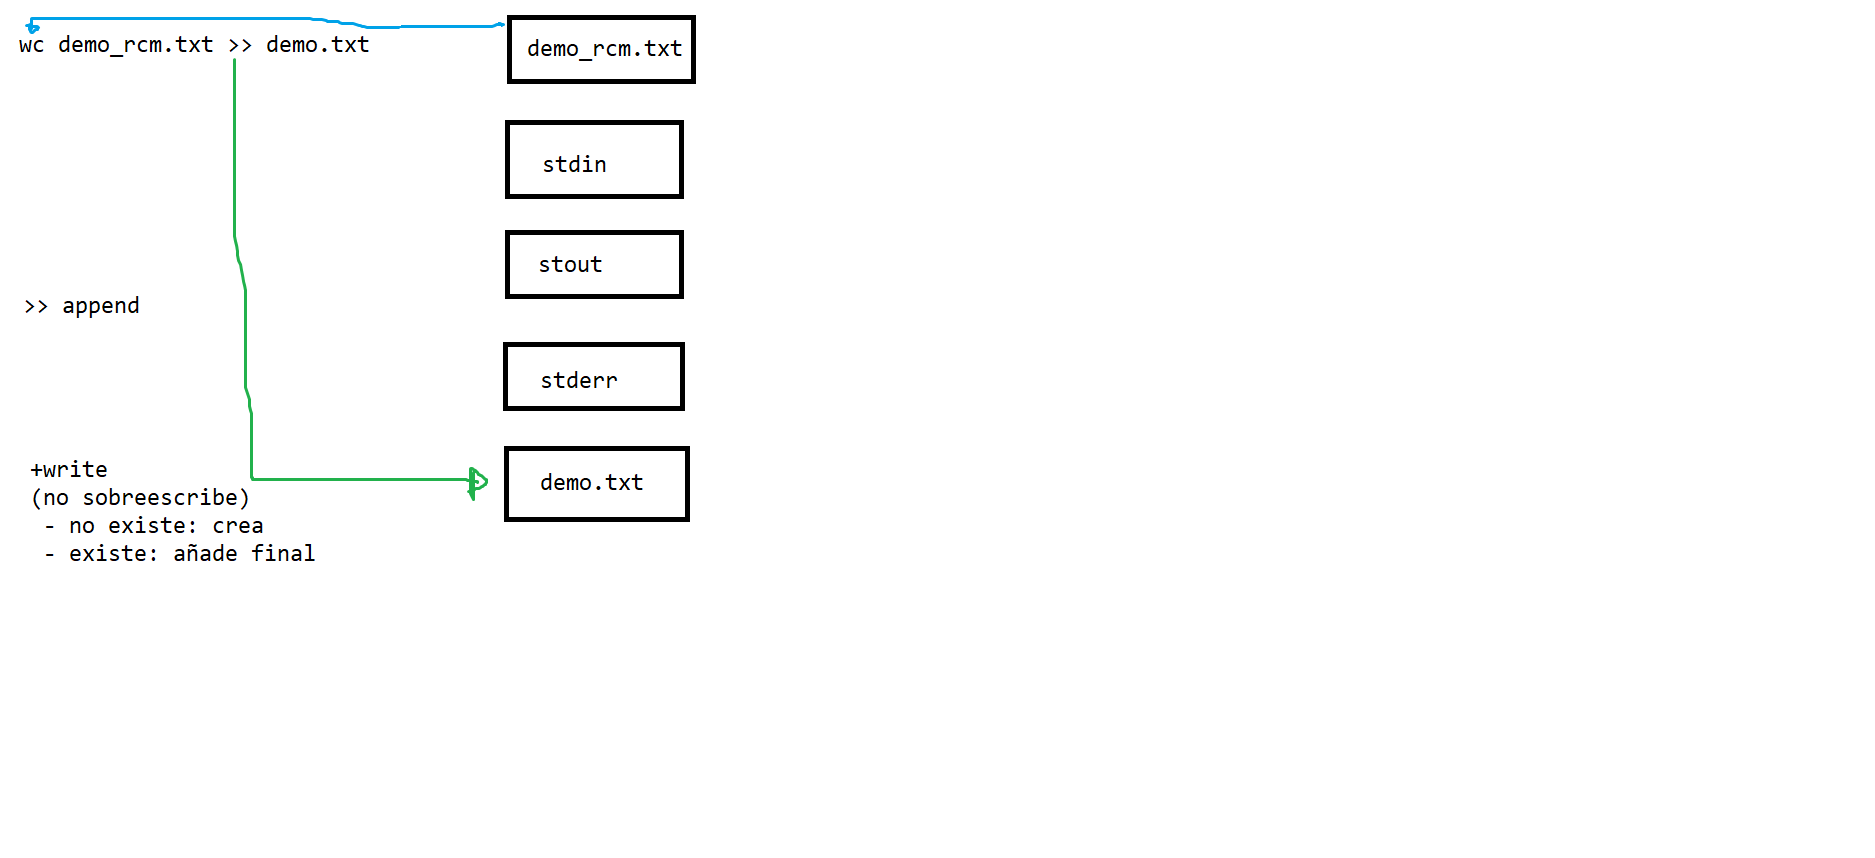 wc demo_rcm.txt >> demo.txt
demo_rcm.txt
stdin
stout
>> append
stderr
+write
(no sobreescribe)
- no existe: crea
- existe: añade final
demo.txt